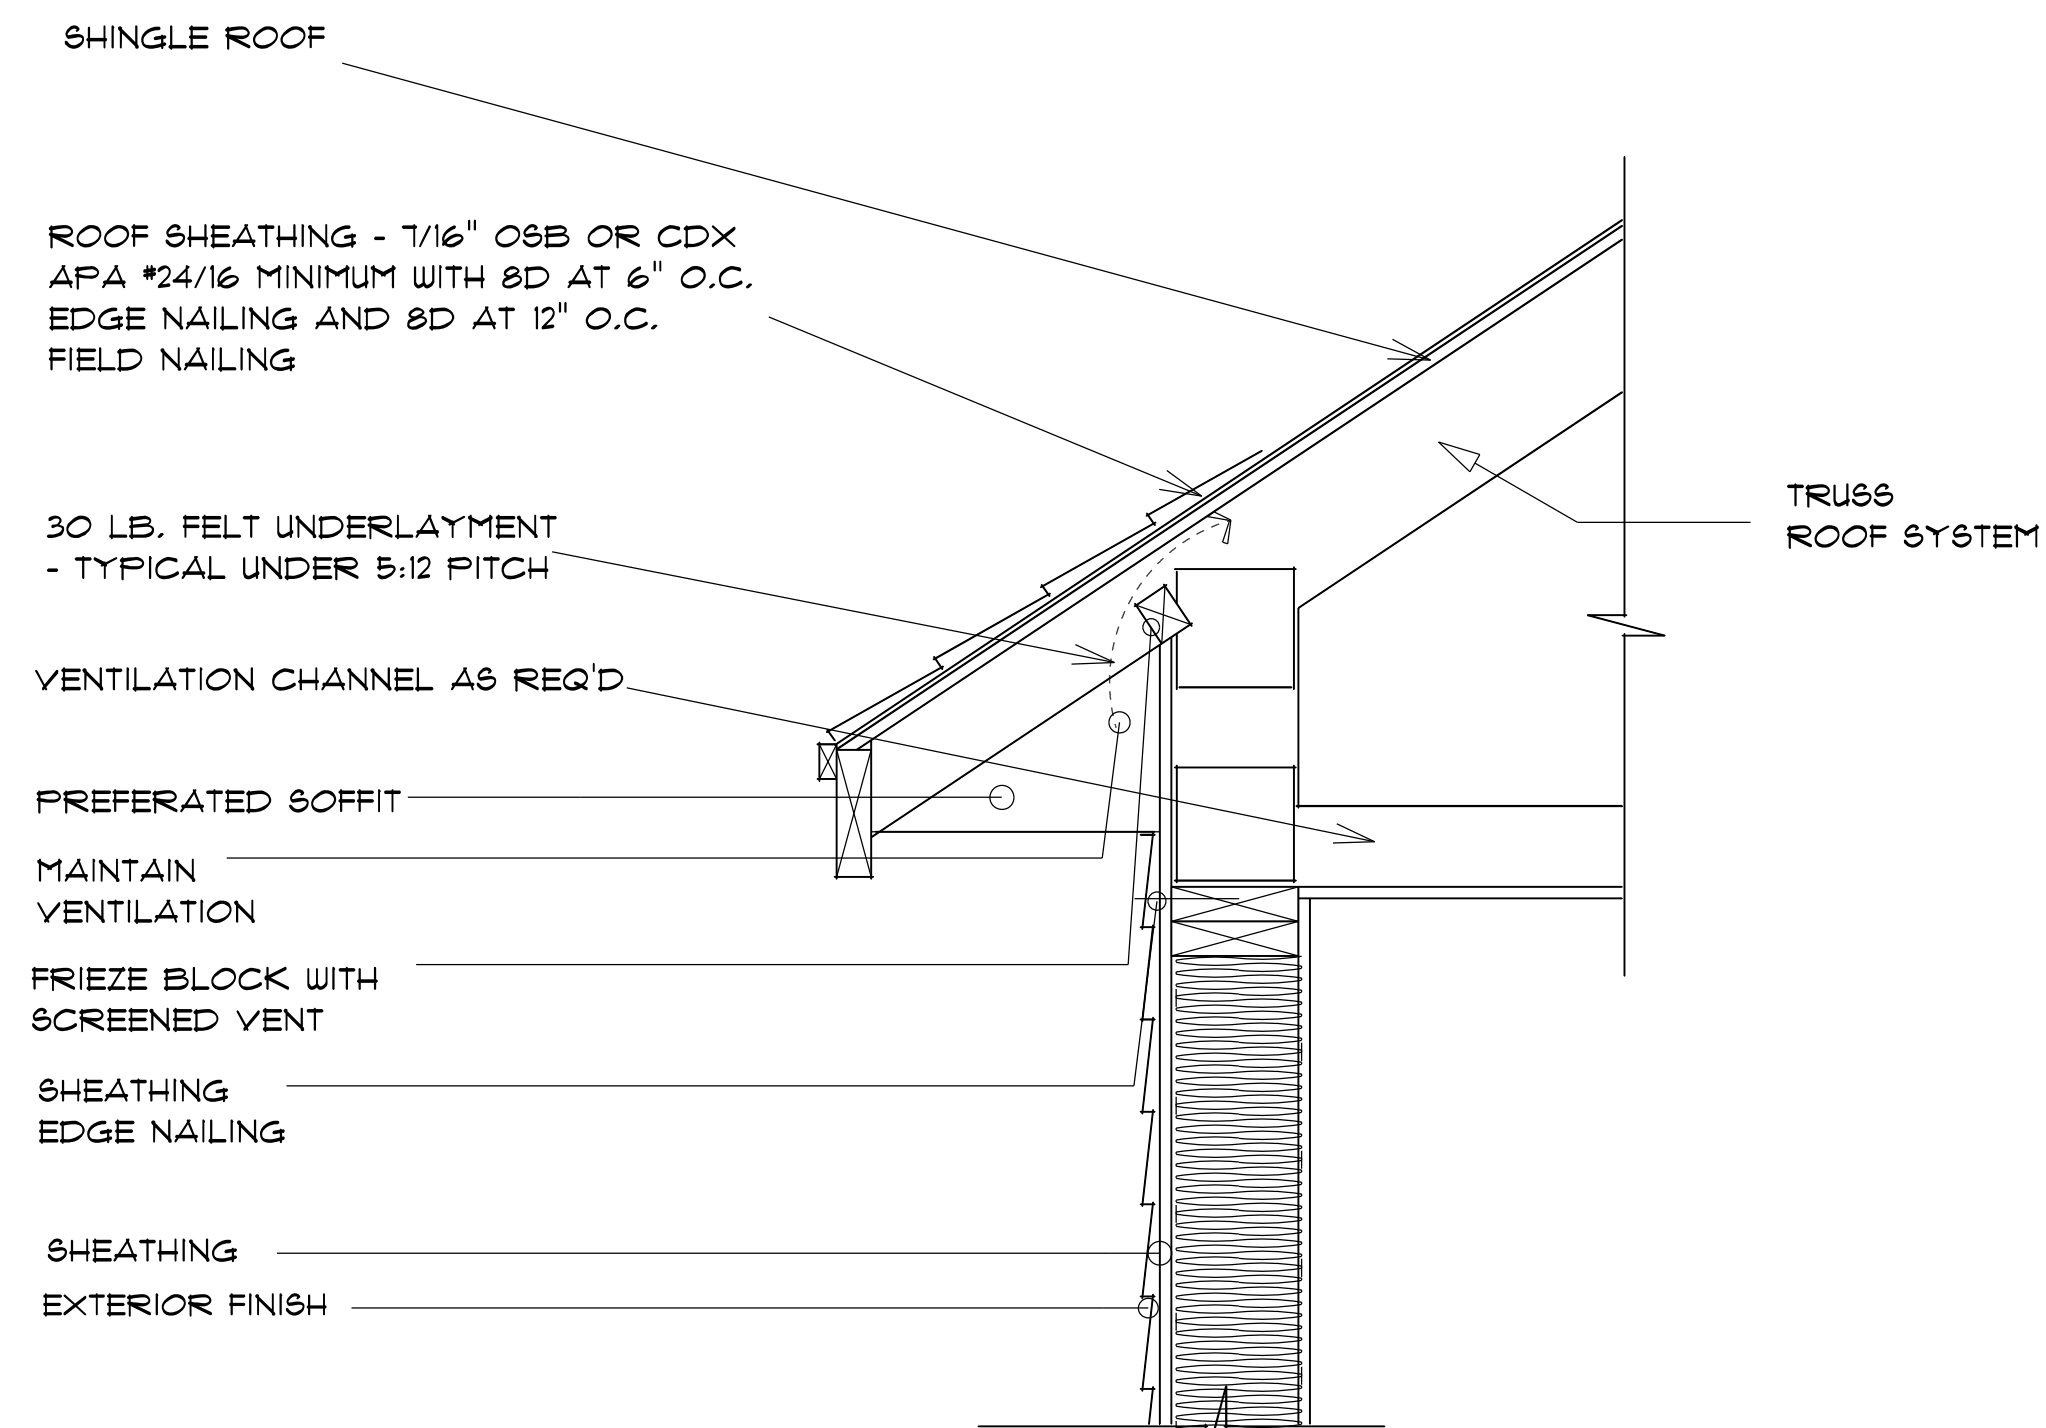 SHINGLE ROOF
ROOF SHEATHING - 7/16" OSB OR CDX
APA #24/16 MINIMUM WITH 8D AT 6" O.C.
EDGE NAILING AND 8D AT 12" O.C.
FIELD NAILING
30 LB. FELT UNDERLAYMENT
- TYPICAL UNDER 5:12 PITCH
VENTILATION CHANNEL AS REQ'D
PREFERATED SOFFIT
MAINTAIN
VENTILATION
FRIEZE BLOCK WITH
SCREENED VENT
SHEATHING
EDGE NAILING
SHEATHING
EXTERIOR FINISH
TRUSS
ROOF SYSTEM